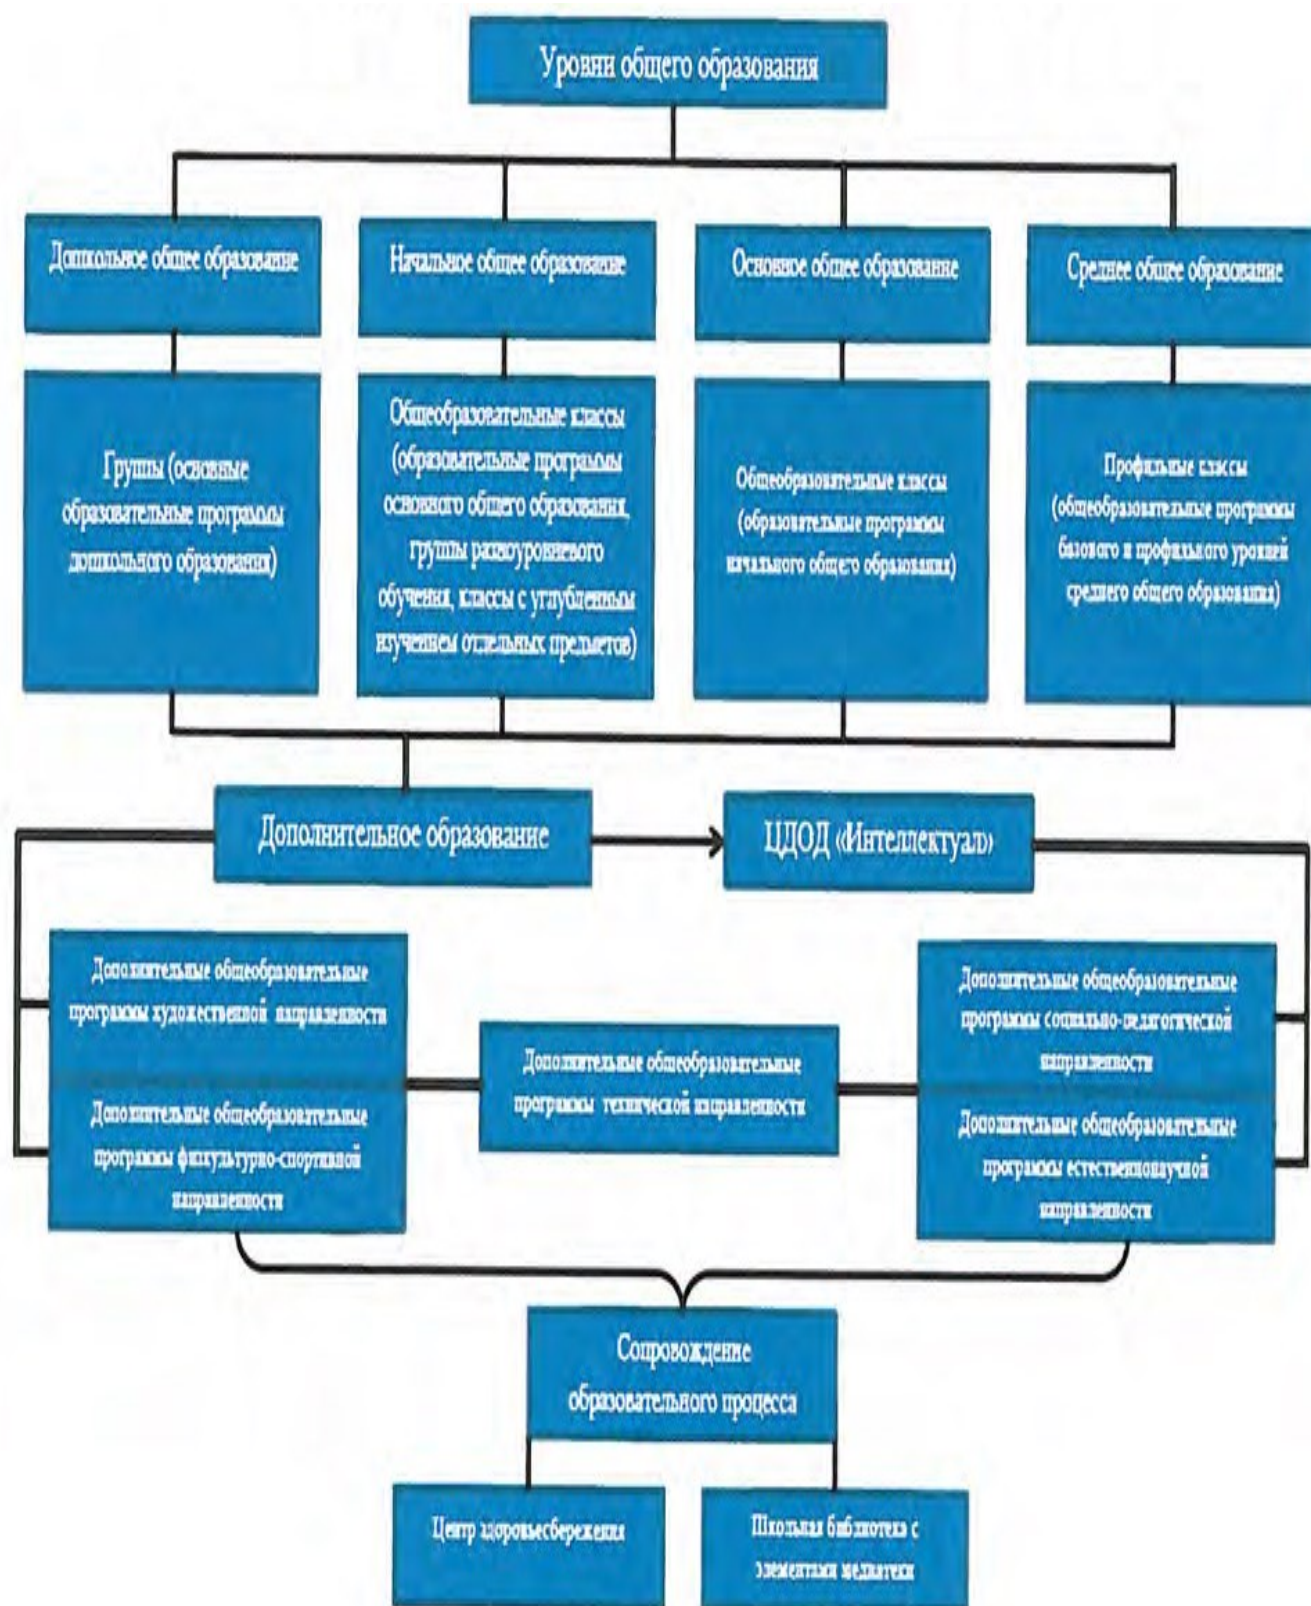 Уровни общего образования
Дошкольное общее образование
Начальное общее образование
Основное общее образование
Среднее общее образование
Группы (основные
образовательные программы
дошкольного образования)
Общеобразовательные классы
(образовательные программы
основного общего образования,
группы разноуровневого
обучения, классы с углубленным
изучением отдельных предметов)
Общеобразовательные классы
(образовательные программы
начального общего образования)
Профильные классы
(общеобразовательные программы
базового и профильного уровней
среднего общего образования)
Дополнительное образование
ЦДОД «Интеллектуал»
Дополнительные общеобразовательные
программы художественной направленности
Дополнительные общеобразовательные
программы физкультурно-спортивной
направленности
Дополнительные общеобразовательные
программы технической направленности
Дополнительные общеобразовательные
программы социально-педагогической
направленности
Дополнительные общеобразовательные
программы естественнонаучной
направленности
Сопровождение
образовательного процесса
Центр здоровьесбережения
Школьная библиотека с
элементами медиатеки